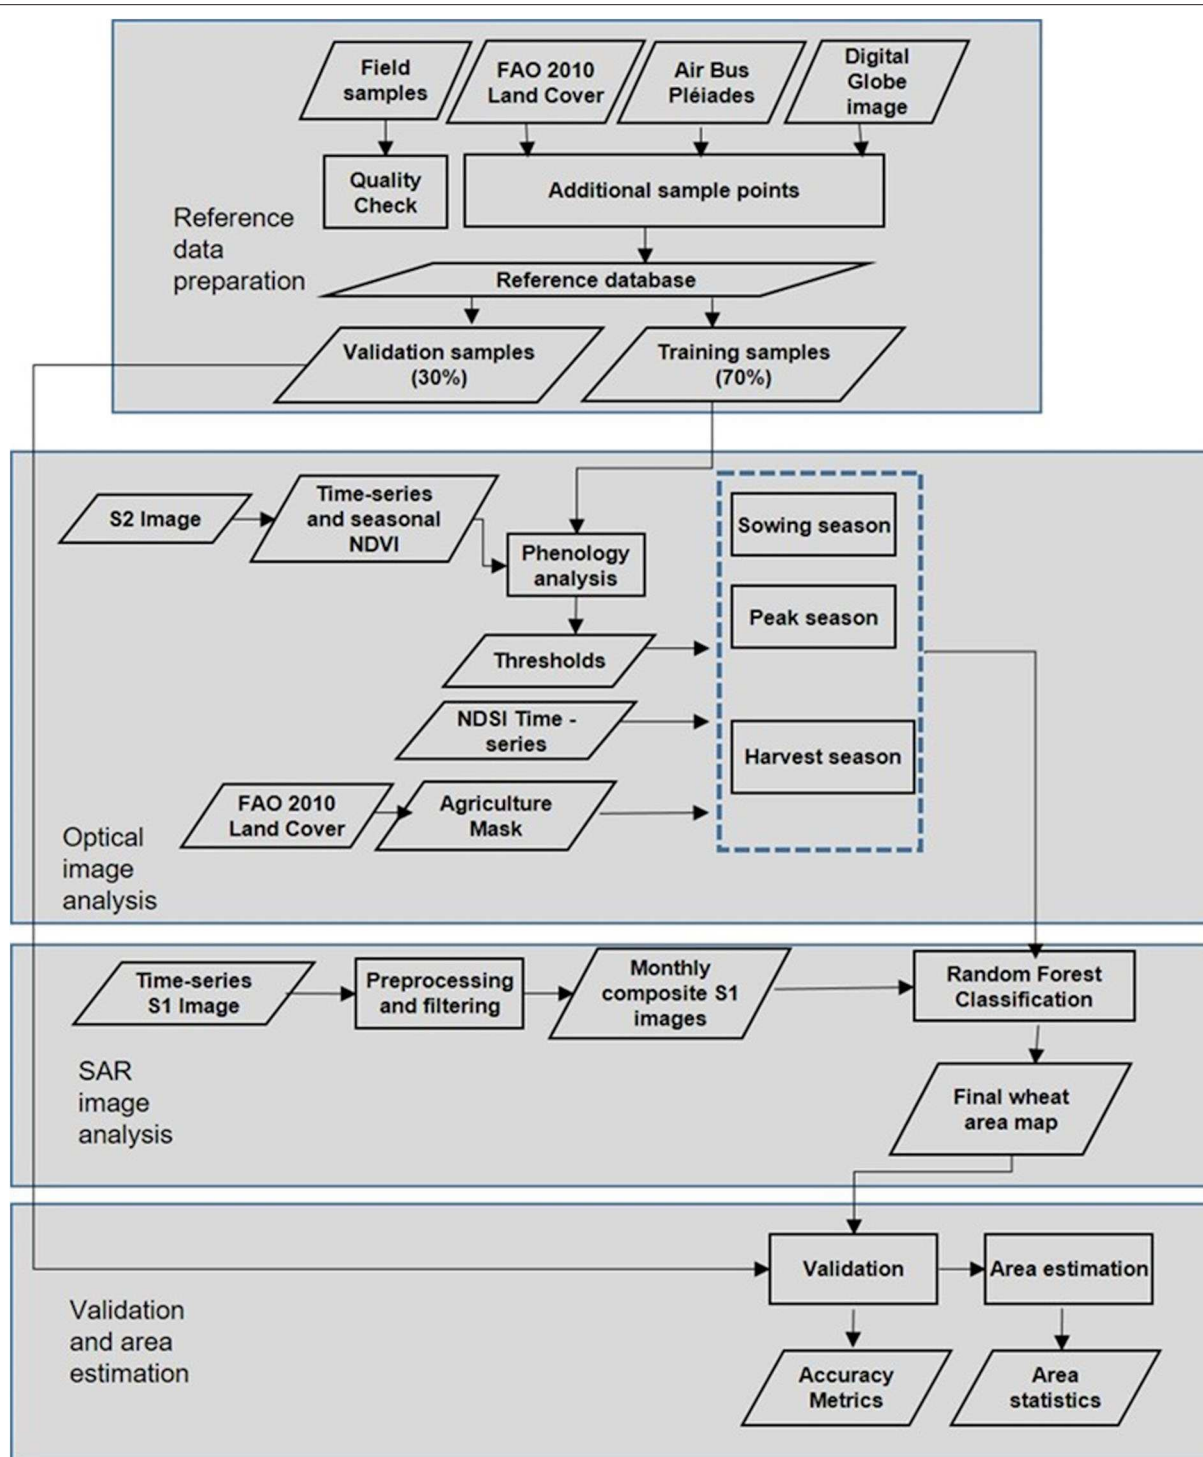 Field
samples
FAO 2010
Land Cover
Air Bus
Pléiades
Digital
Globe
image
Quality
Check
Additional sample points
Reference
data
preparation
Reference database
Validation samples
(30%)
Training samples
(70%)
S2 Image
Time-series
and seasonal
NDVI
Phenology
analysis
Sowing season
Peak season
Thresholds
NDSI Time -
series
Harvest season
FAO 2010
Land Cover
Agriculture
Mask
Optical
image
analysis
Time-series
S1 Image
Preprocessing
and filtering
Monthly
composite S1
images
Random Forest
Classification
SAR
image
analysis
Final wheat
area map
Validation
Area estimation
Validation
and area
estimation
Accuracy
Metrics
Area
statistics